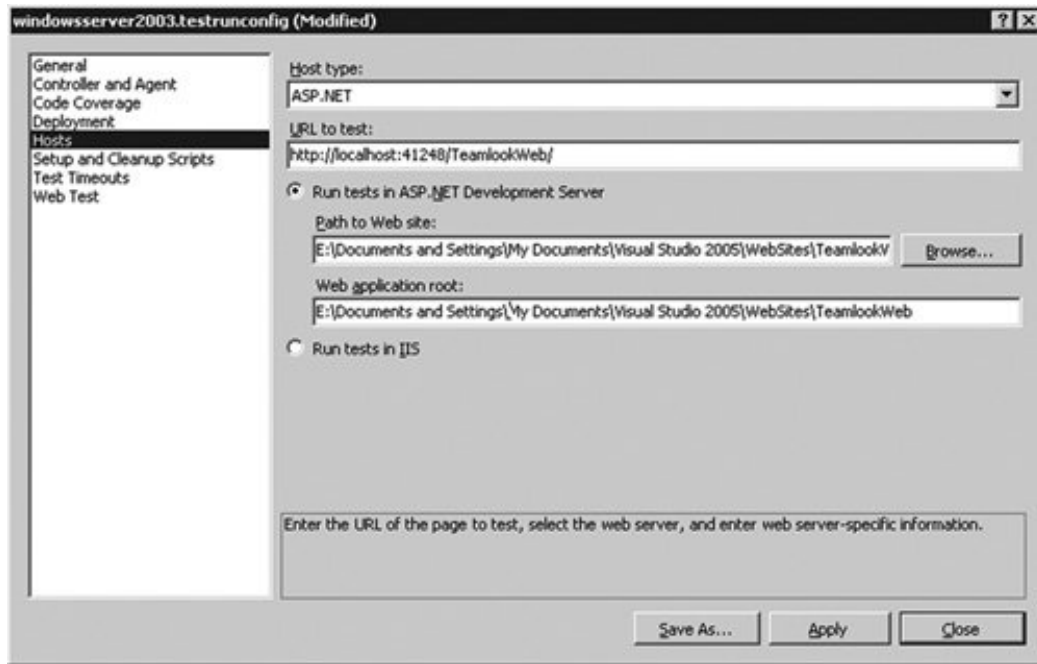 windowsserver2003.testrunconfig (Modified)
General
Controller and Agent
Code Coverage
Deployment
Hosts
Setup and Cleanup Scripts
Test Timeouts
Web Test
Host type:
ASP.NET
URL to test:
http://localhost:41248/TeamlookWeb/
Run tests in ASP.NET Development Server
Path to Web site:
E:\Documents and Settings\My Documents\Visual Studio 2005\WebSites\TeamlookV
Browse...
Web application root:
E:\Documents and Settings\My Documents\Visual Studio 2005\WebSites\TeamlookWeb
Run tests in IIS
Enter the URL of the page to test, select the web server, and enter web server-specific information.
Save As...
Apply
Close